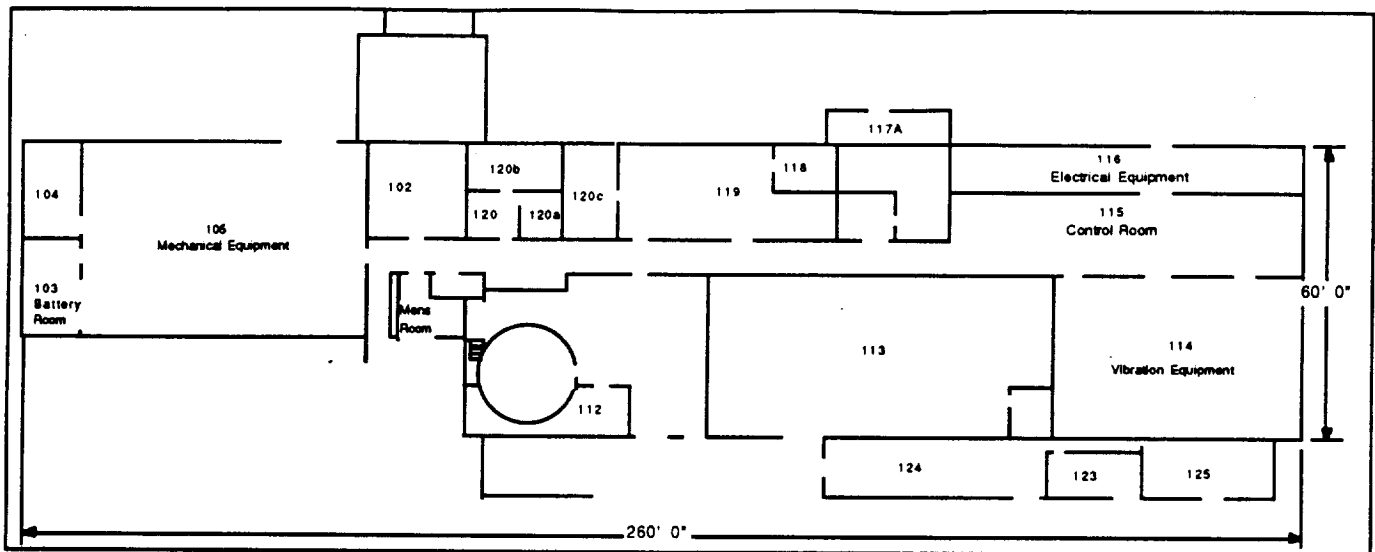 117A
116
Electrical Equipment
104
102
120b
118
120
120a
120c
119
115
Control Room
105
Mechanical Equipment
103
Battery
Room
Mens
Room
60' 0"
113
114
Vibration Equipment
112
124
123
125
260' 0"